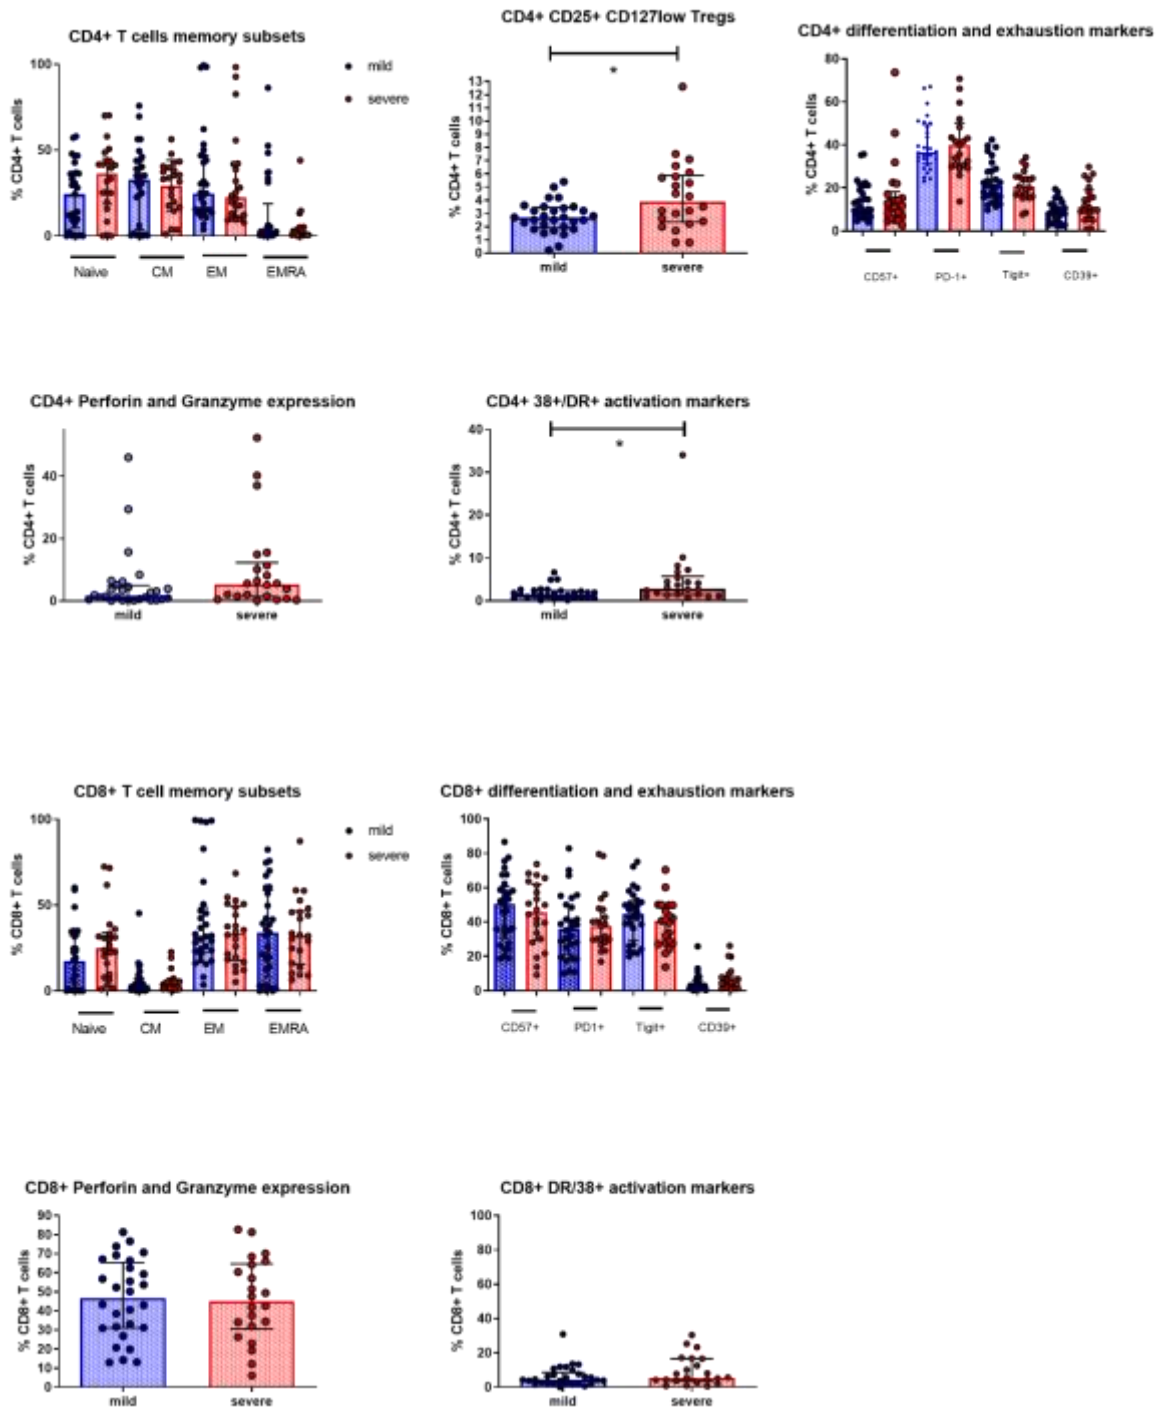 CD4+ T cells memory subsets
% CD4+ T cells
100
50
0
Naive
CM
EM
EMRA
mild
severe
CD4+ CD25+ CD127low Tregs
*
% CD4+ T cells
13
12
11
10
9
8
7
6
5
4
3
2
1
0
mild
severe
CD4+ differentiation and exhaustion markers
% CD4+ T cells
80
60
40
20
0
CD57+
PD-1+
Tigit+
CD39+
CD4+ Perforin and Granzyme expression
% CD4+ T cells
40
20
0
mild
severe
CD4+ 38+/DR+ activation markers
*
% CD4+ T cells
40
30
20
10
0
mild
severe
CD8+ T cell memory subsets
% CD8+ T cells
100
50
0
Naive
CM
EM
EMRA
mild
severe
CD8+ differentiation and exhaustion markers
% CD8+ T cells
100
80
60
40
20
0
CD57+
PD1+
Tigit+
CD39+
CD8+ Perforin and Granzyme expression
% CD8+ T cells
90
80
70
60
50
40
30
20
10
0
mild
severe
CD8+ DR/38+ activation markers
% CD8+ T cells
100
80
60
40
20
0
mild
severe